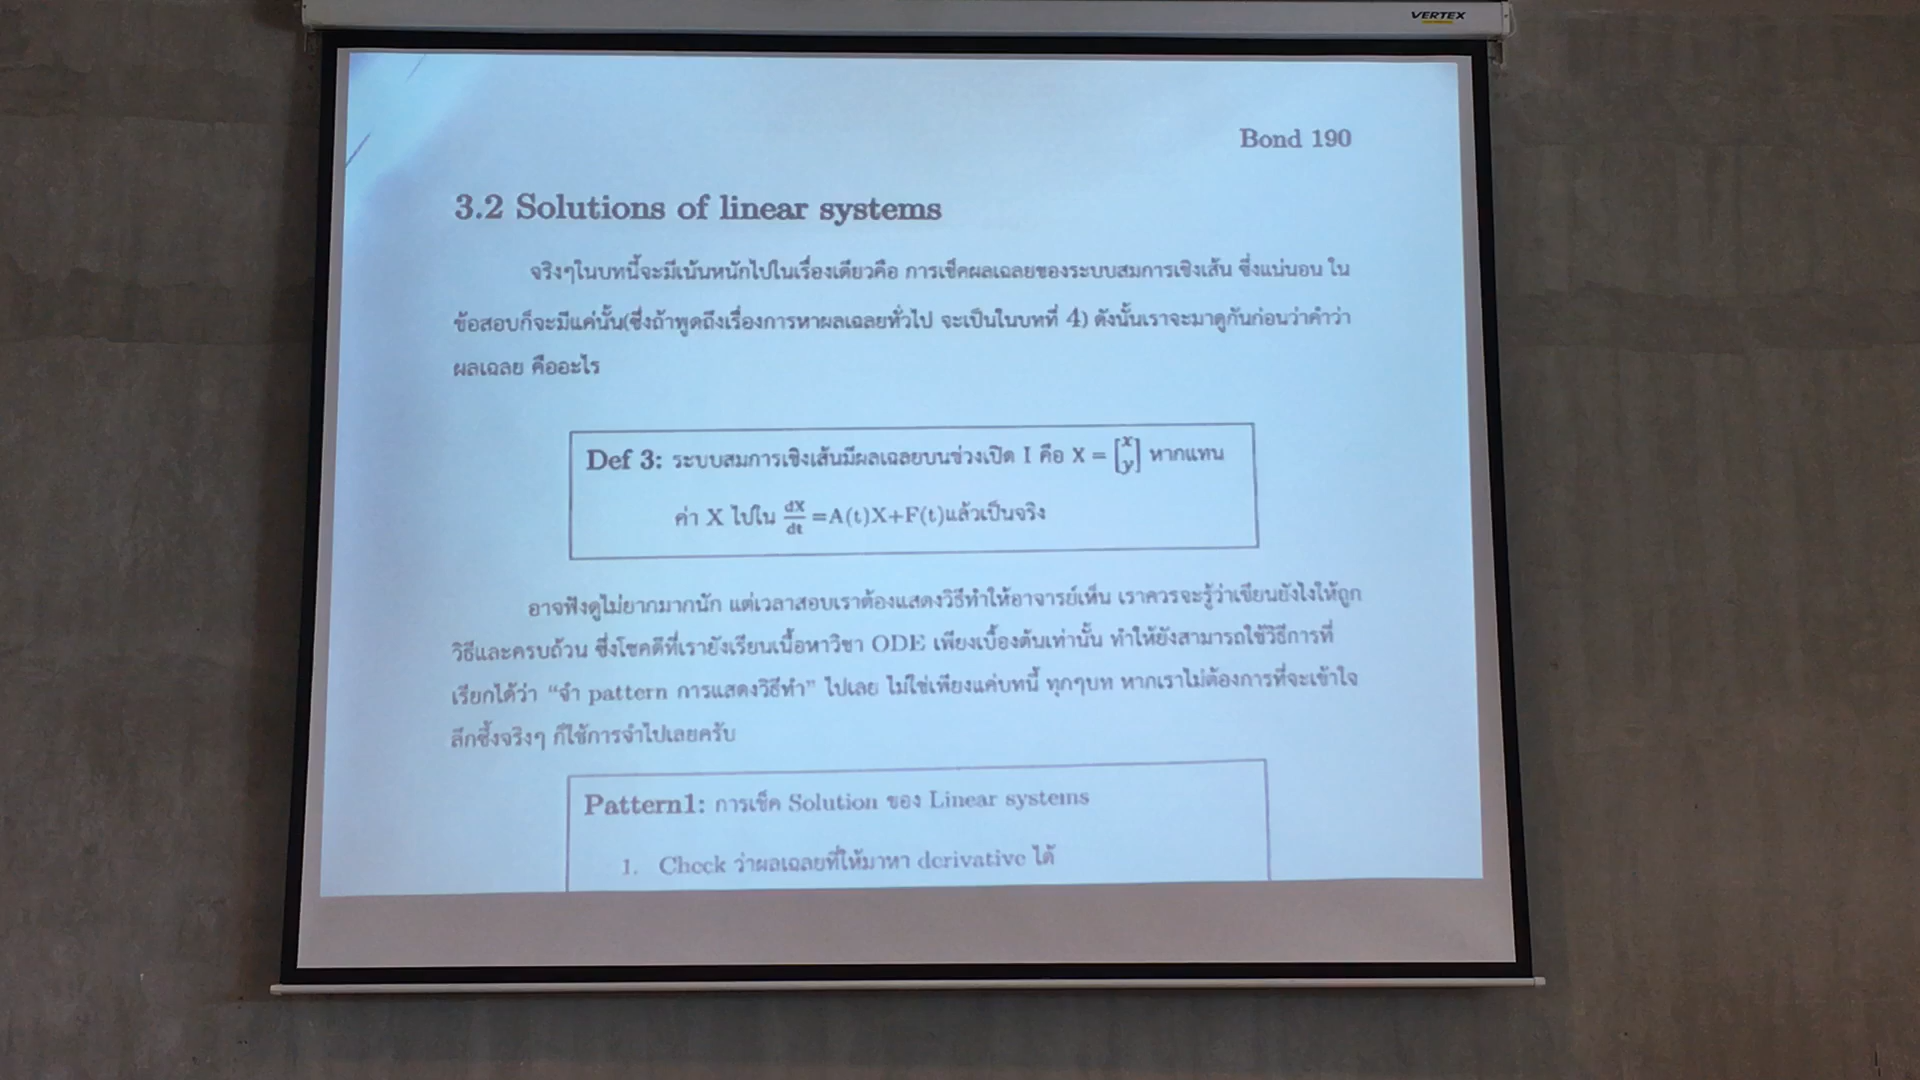 VERTEX
Bond 190
3.2 Solutions of linear systems
จริงๆในบทนี้จะมีเน้นหนักไปในเรื่องเดียวคือ การเช็คผลเฉลยของระบบสมการเชิงเส้น ซึ่งแน่นอน ใน
ข้อสอบก็จะมีแค่นั้น(ซึ่งถ้าพูดถึงเรื่องการหาผลเฉลยทั่วไป จะเป็นในบทที่ 4) ดังนั้นเราจะมาดูกันก่อนว่าคำว่า
ผลเฉลย คืออะไร
Def 3: ระบบสมการเชิงเส้นมีผลเฉลยบนช่วงเปิด I คือ X = [x y] หากแทน
ค่า X ไปใน dX/dt =A(t)X+F(t)แล้วเป็นจริง
อาจฟังดูไม่ยากมากนัก แต่เวลาสอบเราต้องแสดงวิธีทำให้อาจารย์เห็น เราควรจะรู้ว่าเขียนยังไงให้ถูก
วิธีและครบถ้วน ซึ่งโชคดีที่เรายังเรียนเนื้อหาวิชา ODE เพียงเบื้องต้นเท่านั้น ทำให้ยังสามารถใช้วิธีการที่
เรียกได้ว่า “จำ pattern การแสดงวิธีทำ” ไปเลย ไม่ใช่เพียงแค่บทนี้ ทุกๆบท หากเราไม่ต้องการที่จะเข้าใจ
ลึกซึ้งจริงๆ ก็ใช้การจำไปเลยครับ
Pattern1: การเช็ค Solution ของ Linear systems
1. Check ว่าผลเฉลยที่ให้มาหา derivative ได้